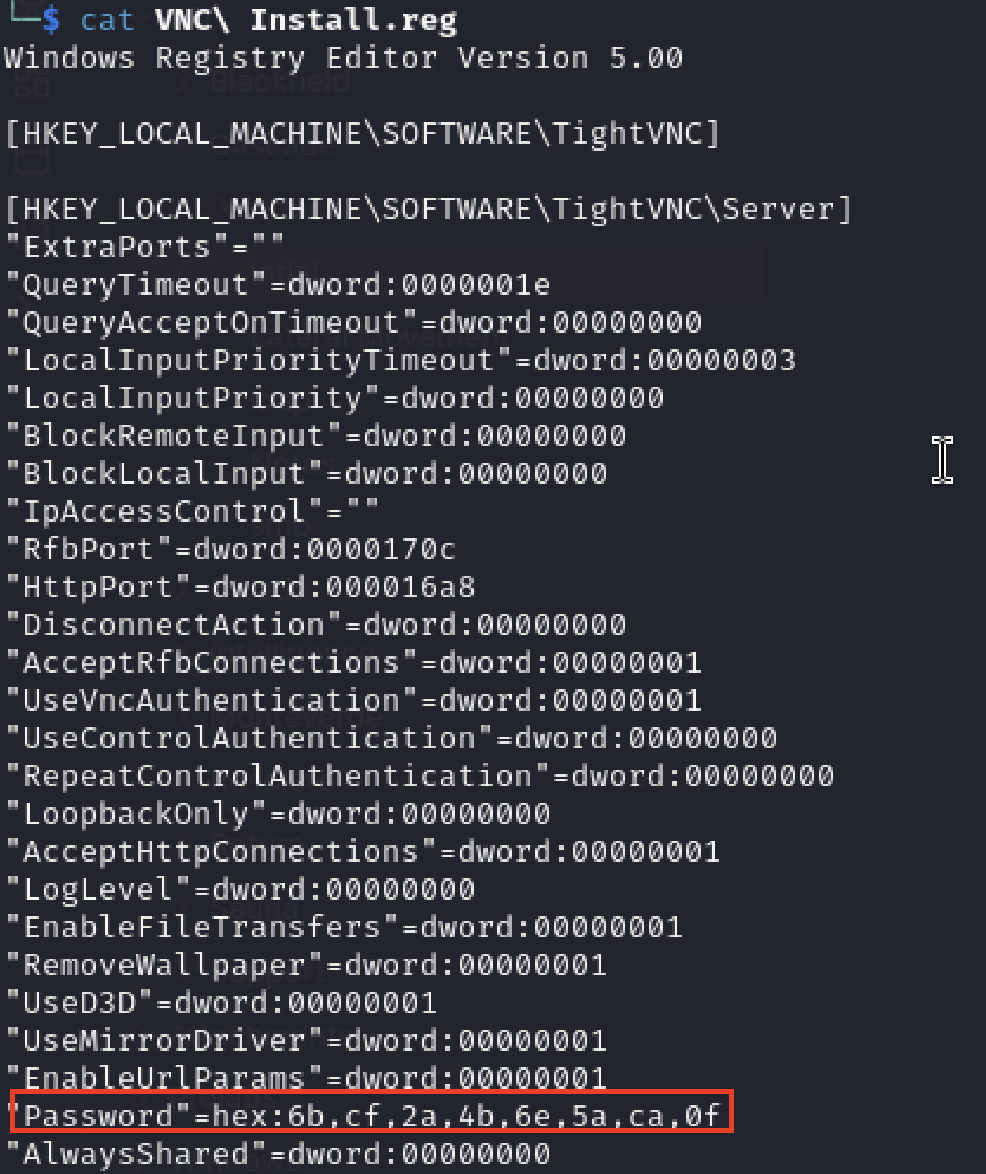 └─$ cat VNC\ Install.reg
Windows Registry Editor Version 5.00
[HKEY_LOCAL_MACHINE\SOFTWARE\TightVNC]
[HKEY_LOCAL_MACHINE\SOFTWARE\TightVNC\Server]
"ExtraPorts"=""
"QueryTimeout"=dword:0000001e
"QueryAcceptOnTimeout"=dword:00000000
"LocalInputPriorityTimeout"=dword:00000003
"LocalInputPriority"=dword:00000000
"BlockRemoteInput"=dword:00000000
"BlockLocalInput"=dword:00000000
"IpAccessControl"=""
"RfbPort"=dword:0000170c
"HttpPort"=dword:000016a8
"DisconnectAction"=dword:00000000
"AcceptRfbConnections"=dword:00000001
"UseVncAuthentication"=dword:00000001
"UseControlAuthentication"=dword:00000000
"RepeatControlAuthentication"=dword:00000000
"LoopbackOnly"=dword:00000000
"AcceptHttpConnections"=dword:00000001
"LogLevel"=dword:00000000
"EnableFileTransfers"=dword:00000001
"RemoveWallpaper"=dword:00000001
"UseD3D"=dword:00000001
"UseMirrorDriver"=dword:00000001
"EnableUrlParams"=dword:00000001
"Password"=hex:6b,cf,2a,4b,6e,5a,ca,0f
"AlwaysShared"=dword:00000000